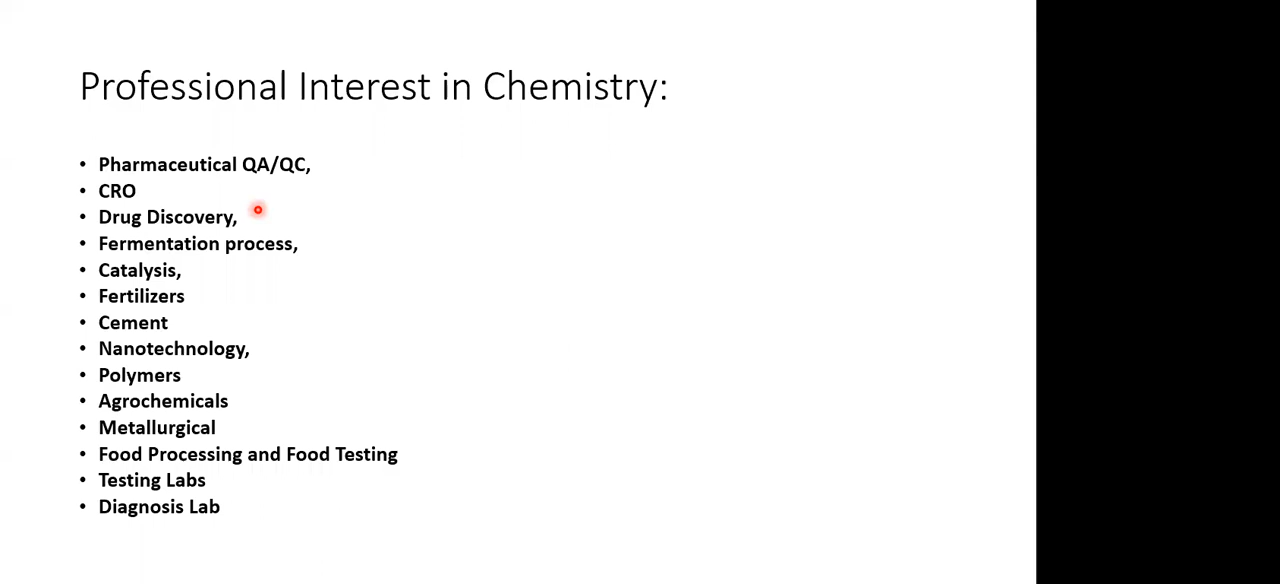 Professional Interest in Chemistry:
• Pharmaceutical QA/QC,
• CRO
• Drug Discovery,
• Fermentation process,
• Catalysis,
• Fertilizers
• Cement
• Nanotechnology,
• Polymers
• Agrochemicals
• Metallurgical
• Food Processing and Food Testing
• Testing Labs
• Diagnosis Lab